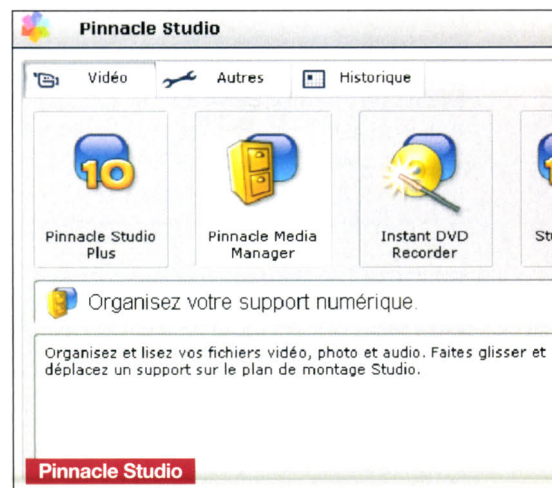 Pinnacle Studio
Vidéo Autres Historique
10
Pinnacle Studio
Plus
Pinnacle Media
Manager
Instant DVD
Recorder
Organisez votre support numérique.
Organisez et lisez vos fichiers vidéo, photo et audio. Faites glisser et
déplacez un support sur le plan de montage Studio.
Pinnacle Studio